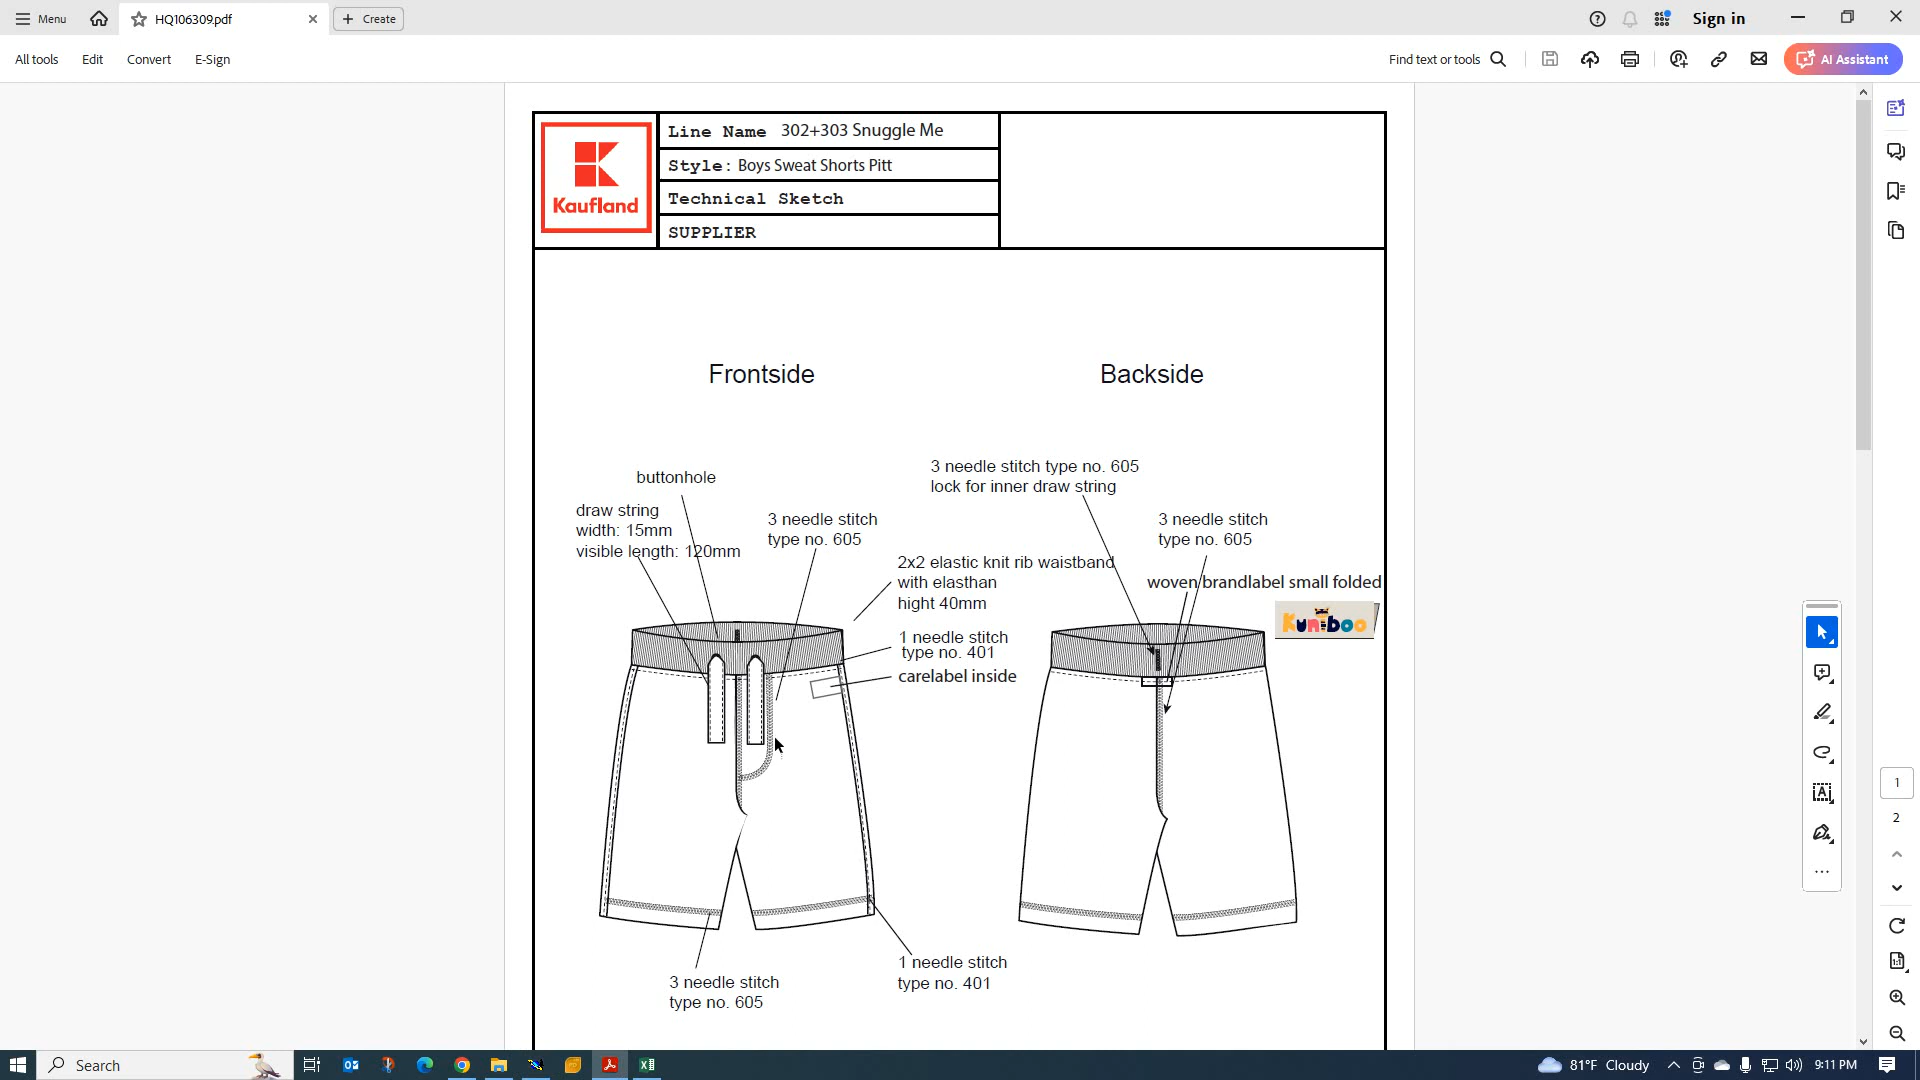 Menu
HQ106309.pdf
Create
Sign in
All tools
Edit
Convert
E-Sign
Find text or tools
AI Assistant
Kaufland
Line Name 302+303 Snuggle Me
Style: Boys Sweat Shorts Pitt
Technical Sketch
SUPPLIER
Frontside
Backside
buttonhole
draw string
width: 15mm
visible length: 120mm
3 needle stitch
type no. 605
2x2 elastic knit rib waistband
with elasthan
hight 40mm
1 needle stitch
type no. 401
carelabel inside
3 needle stitch type no. 605
lock for inner draw string
3 needle stitch
type no. 605
woven brandlabel small folded
Kuniboo
3 needle stitch
type no. 605
1 needle stitch
type no. 401
1
2
Search
81°F Cloudy
9:11 PM